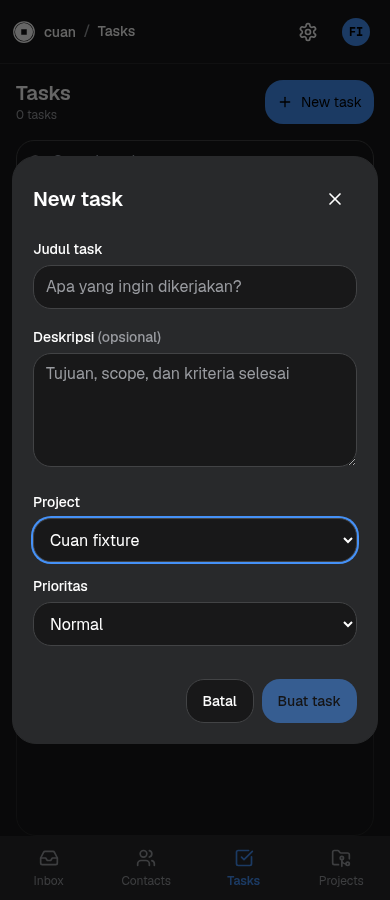 cuan / Tasks
FI
Tasks
0 tasks
+ New task
New task
Judul task
Apa yang ingin dikerjakan?
Deskripsi (opsional)
Tujuan, scope, dan kriteria selesai
Project
Cuan fixture
Prioritas
Normal
Batal
Buat task
Inbox
Contacts
Tasks
Projects